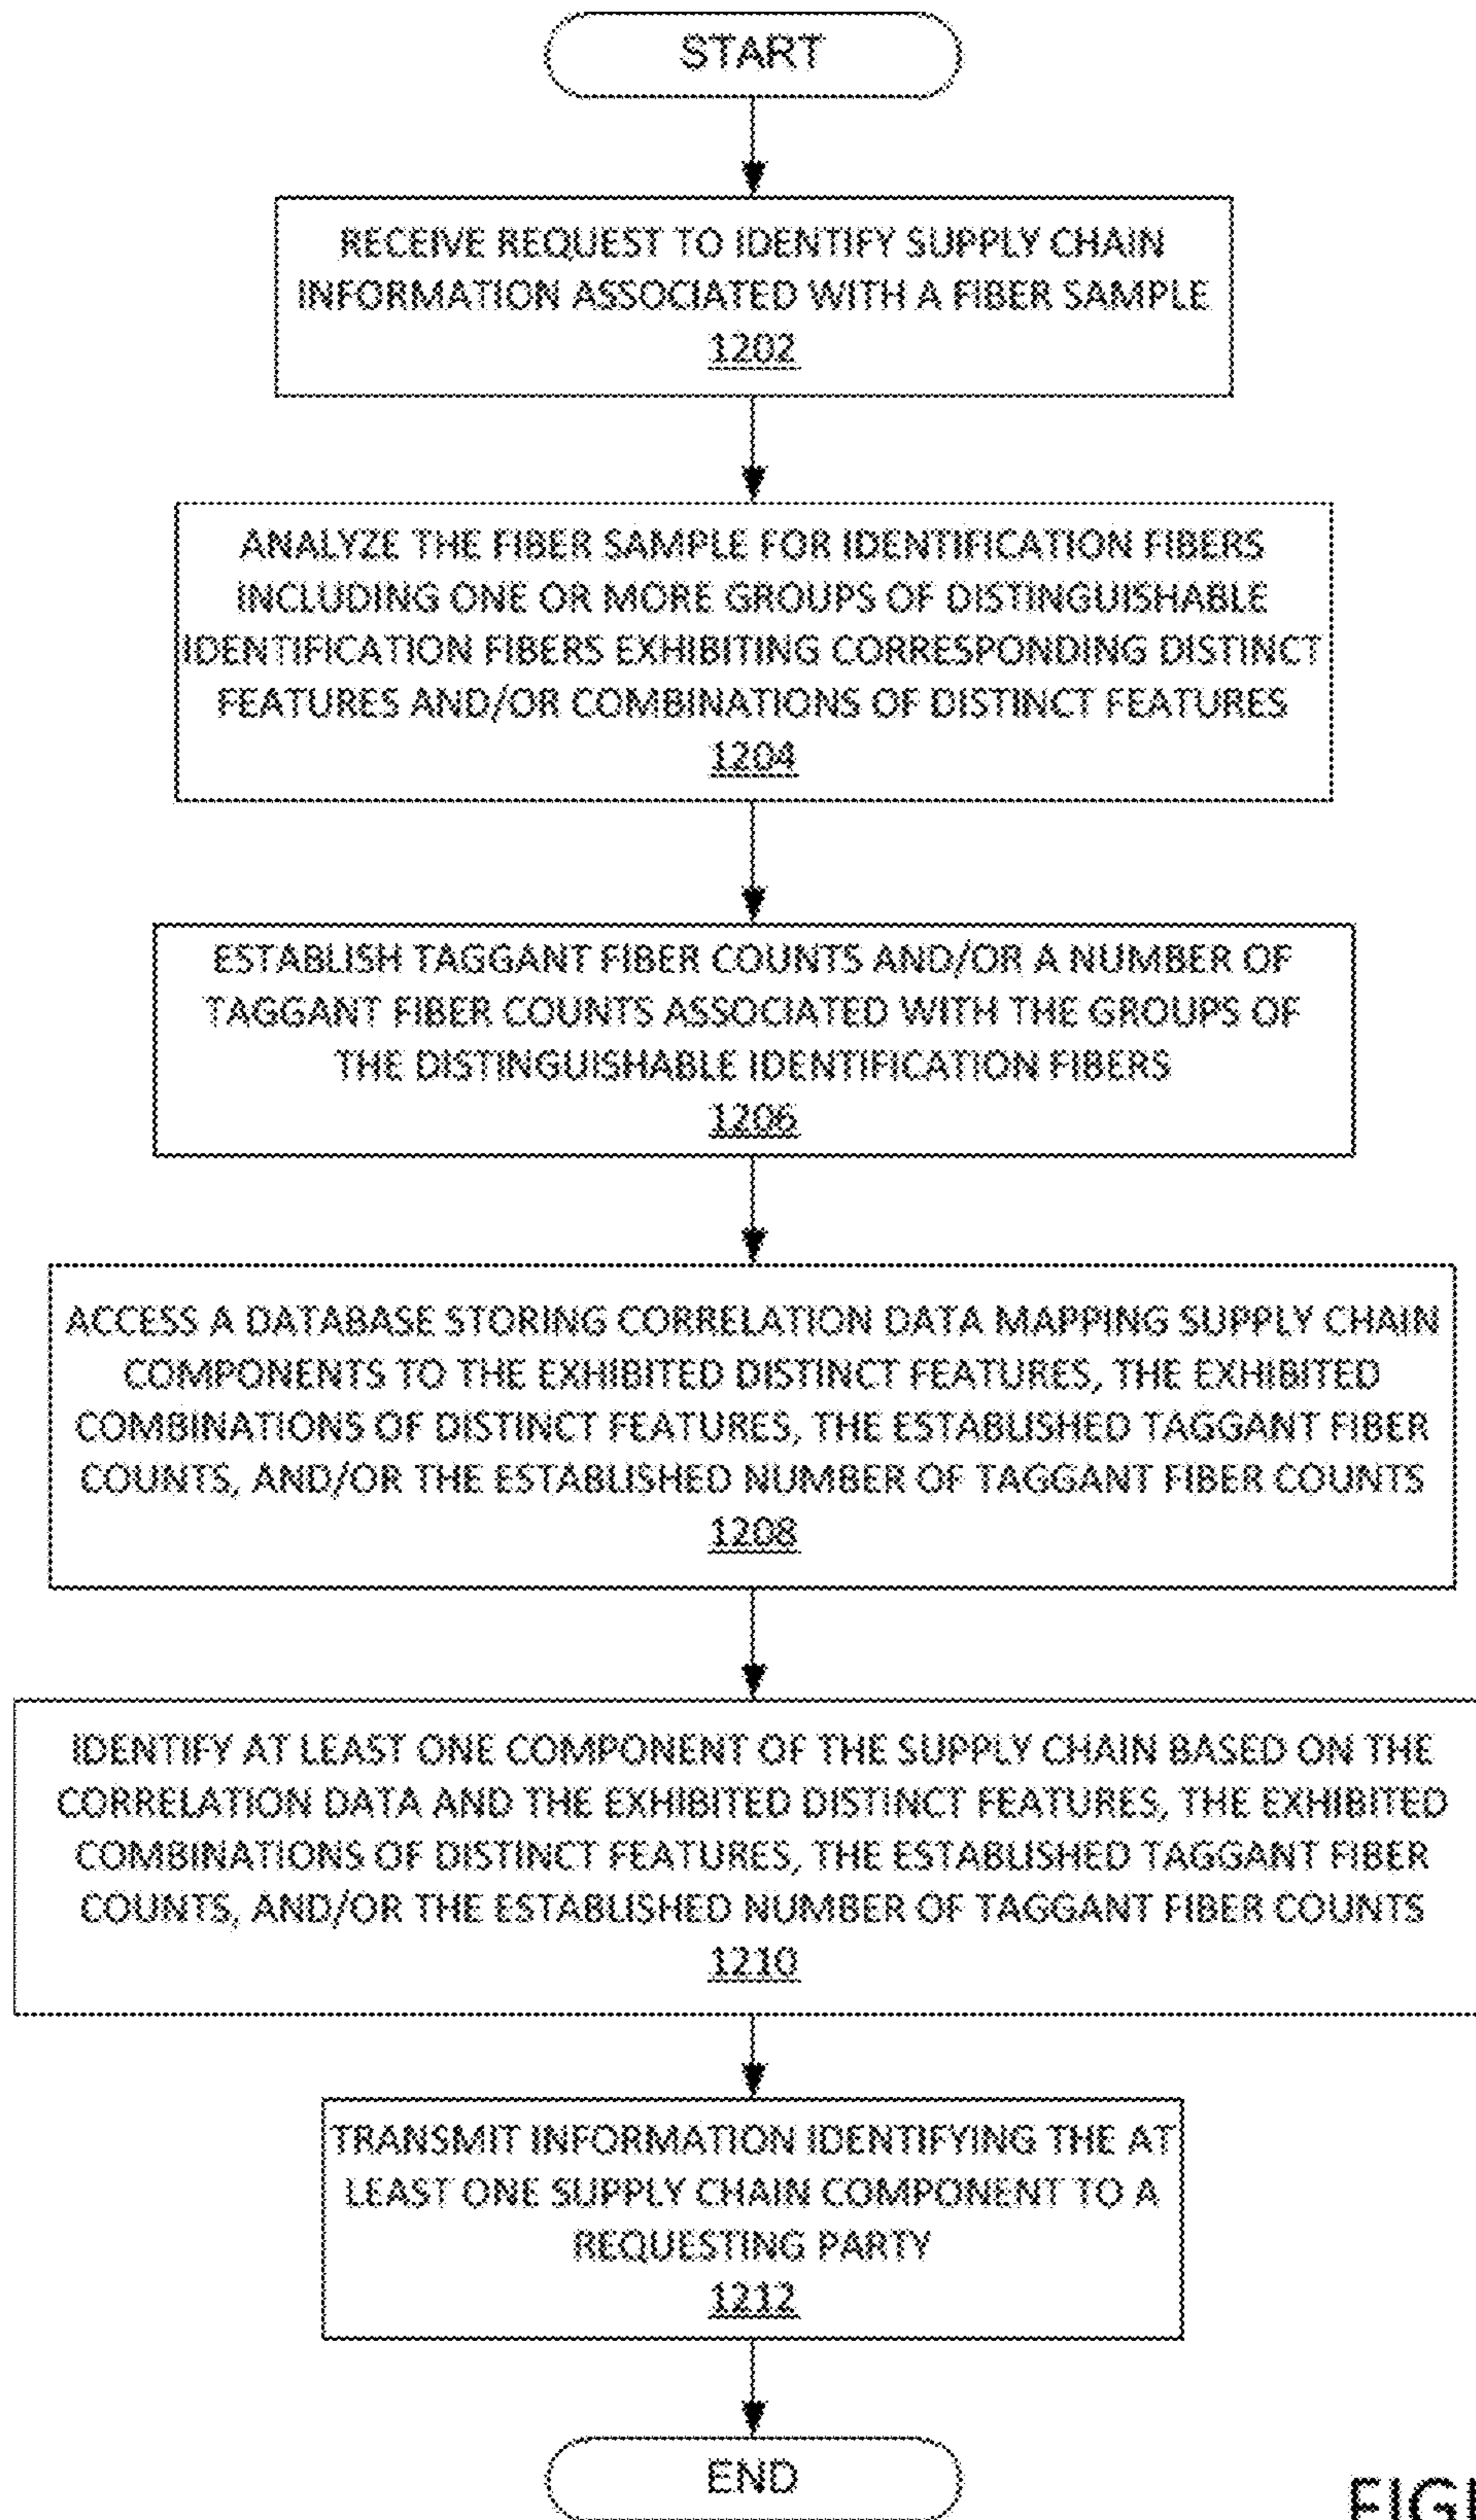 START
RECEIVE REQUEST TO IDENTIFY SUPPLY CHAIN
INFORMATION ASSOCIATED WITH A FIBER SAMPLE
1202
ANALYZE THE FIBER SAMPLE FOR IDENTIFICATION FIBERS
INCLUDING ONE OR MORE GROUPS OF DISTINGUISHABLE
IDENTIFICATION FIBERS EXHIBITING CORRESPONDING DISTINCT
FEATURES AND/OR COMBINATIONS OF DISTINCT FEATURES
1204
ESTABLISH TAGGANT FIBER COUNTS AND/OR A NUMBER OF
TAGGANT FIBER COUNTS ASSOCIATED WITH THE GROUPS OF
THE DISTINGUISHABLE IDENTIFICATION FIBERS
1206
ACCESS A DATABASE STORING CORRELATION DATA MAPPING SUPPLY CHAIN
COMPONENTS TO THE EXHIBITED DISTINCT FEATURES, THE EXHIBITED
COMBINATIONS OF DISTINCT FEATURES, THE ESTABLISHED TAGGANT FIBER
COUNTS, AND/OR THE ESTABLISHED NUMBER OF TAGGANT FIBER COUNTS
1208
IDENTIFY AT LEAST ONE COMPONENT OF THE SUPPLY CHAIN BASED ON THE
CORRELATION DATA AND THE EXHIBITED DISTINCT FEATURES, THE EXHIBITED
COMBINATIONS OF DISTINCT FEATURES, THE ESTABLISHED TAGGANT FIBER
COUNTS, AND/OR THE ESTABLISHED NUMBER OF TAGGANT FIBER COUNTS
1210
TRANSMIT INFORMATION IDENTIFYING THE AT
LEAST ONE SUPPLY CHAIN COMPONENT TO A
REQUESTING PARTY
1212
END